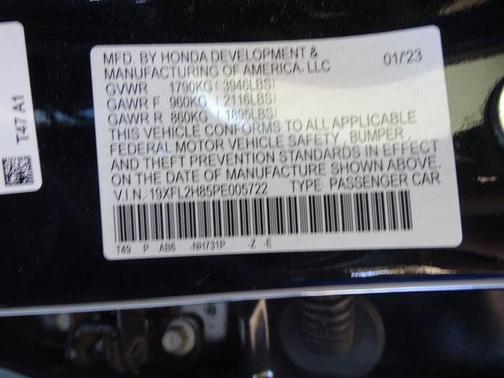 MFD. BY HONDA DEVELOPMENT &
MANUFACTURING OF AMERICA, LLC 01/'23
GVWR 1790KG( 3946LBS)
GAWR F 960KG( 2116LBS)
GAWR R 860KG( 1895LBS)
THIS VEHICLE CONFORMS TO ALL APPLICABLE
FEDERAL MOTOR VEHICLE SAFETY, BUMPER,
AND THEFT PREVENTION STANDARDS IN EFFECT
ON THE DATE OF MANUFACTURE SHOWN ABOVE.
V.I.N. 19XFL2H85PE005722 TYPE PASSENGER CAR
T49 P AB6 -NH731P -Z -E
T47 A1